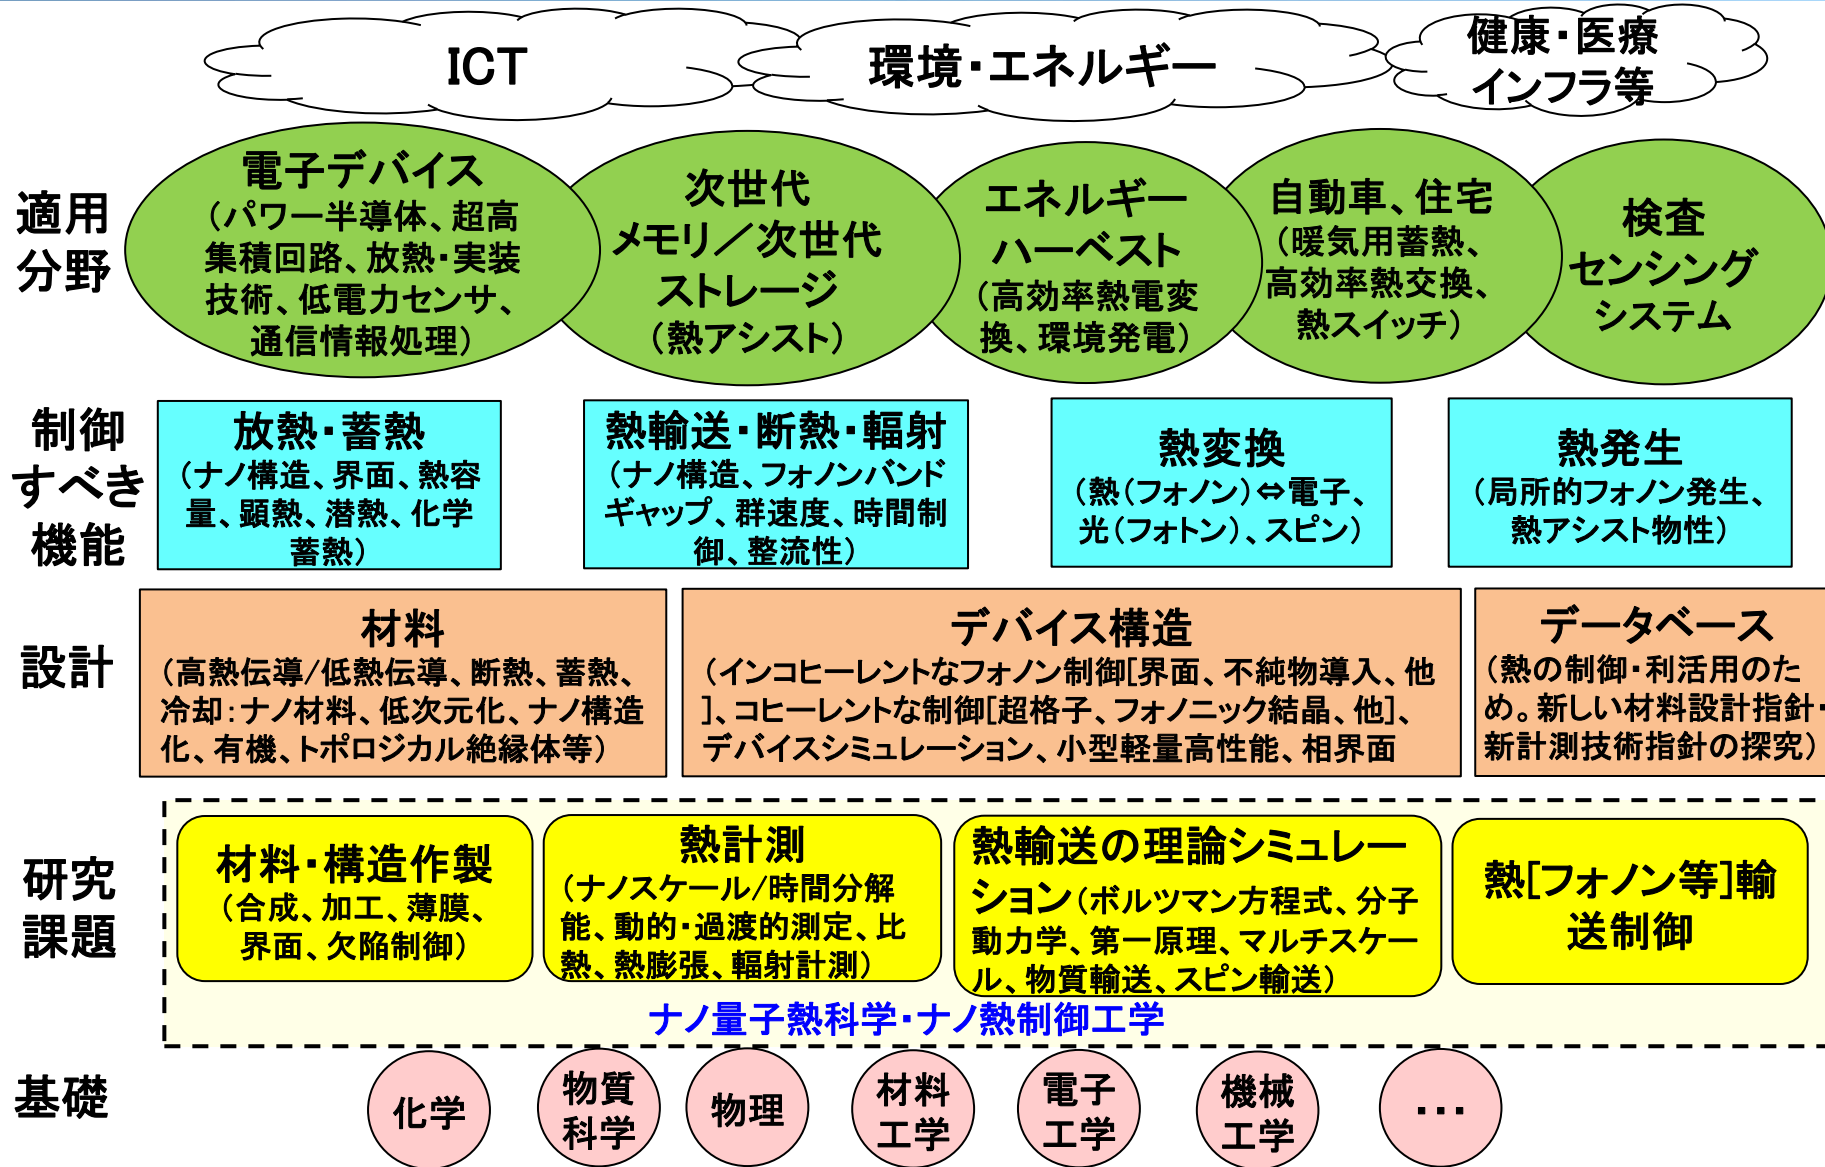 ICT
環境・エネルギー
健康・医療
インフラ等
適用
分野
電子デバイス
（パワー半導体、超高
集積回路、放熱・実装
技術、低電力センサ、
通信情報処理）
次世代
メモリ／次世代
ストレージ
（熱アシスト）
エネルギー
ハーベスト
（高効率熱電変
換、環境発電）
自動車、住宅
（暖気用蓄熱、
高効率熱交換、
熱スイッチ）
検査
センシング
システム
制御
すべき
機能
放熱・蓄熱
（ナノ構造、界面、熱容
量、顕熱、潜熱、化学
蓄熱）
熱輸送・断熱・輻射
（ナノ構造、フォノンバンド
ギャップ、群速度、時間制
御、整流性）
熱変換
（熱（フォノン）⇔電子、
光（フォトン）、スピン）
熱発生
（局所的フォノン発生、
熱アシスト物性）
設計
材料
（高熱伝導/低熱伝導、断熱、蓄熱、
冷却：ナノ材料、低次元化、ナノ構造
化、有機、トポロジカル絶縁体等）
デバイス構造
（インコヒーレントなフォノン制御[界面、不純物導入、他
]、コヒーレントな制御[超格子、フォノニック結晶、他]、
デバイスシミュレーション、小型軽量高性能、相界面
データベース
（熱の制御・利活用のた
め。新しい材料設計指針・
新計測技術指針の探究）
研究
課題
材料・構造作製
（合成、加工、薄膜、
界面、欠陥制御）
熱計測
（ナノスケール/時間分解
能、動的・過渡的測定、比
熱、熱膨張、輻射計測）
熱輸送の理論シミュレー
ション（ボルツマン方程式、分子
動力学、第一原理、マルチスケー
ル、物質輸送、スピン輸送）
熱[フォノン等]輸
送制御
ナノ量子熱科学・ナノ熱制御工学
基礎
化学
物質
科学
物理
材料
工学
電子
工学
機械
工学
・・・